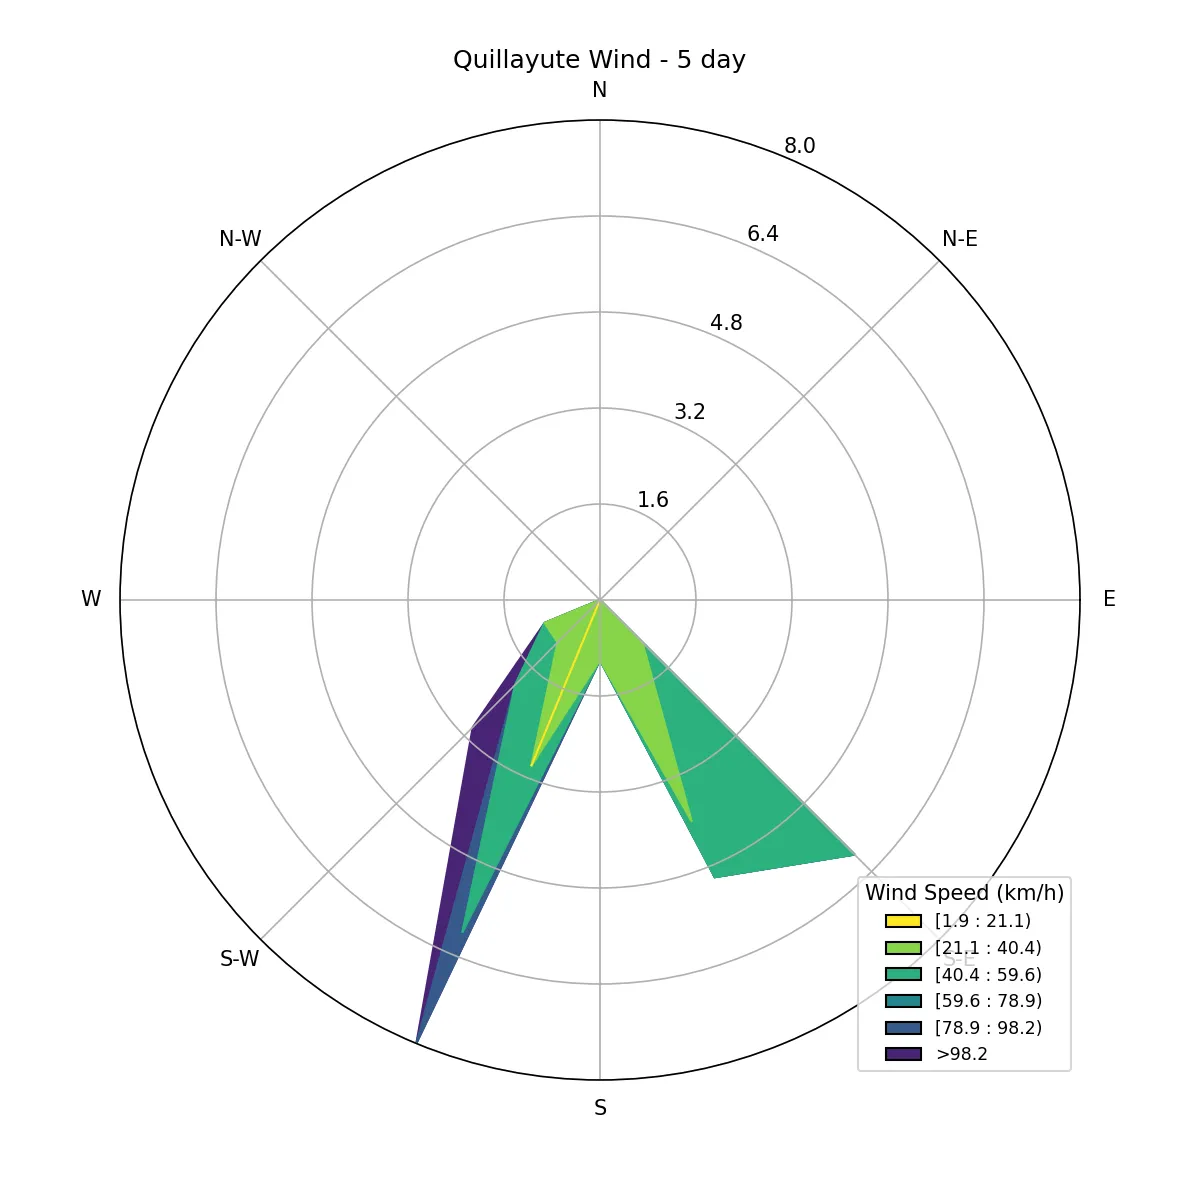 Quillayute Wind - 5 day
N
8.0
N-W
6.4
N-E
4.8
3.2
1.6
W
E
Wind Speed (km/h)
[1.9 : 21.1)
[21.1 : 40.4)
S-W
S-E
[40.4 : 59.6)
[59.6 : 78.9)
[78.9 : 98.2)
>98.2
S